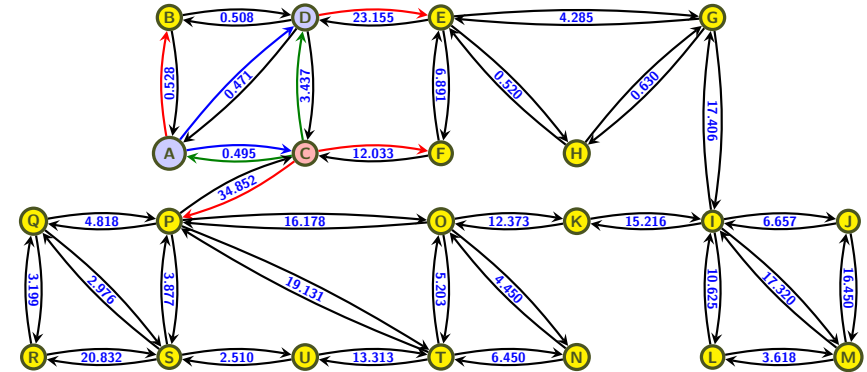 B 0.508 D 23.155 E 4.285 G
0.528 0.471 3.437 6.891 0.520 0.630 17.406
A 0.495 C 12.033 F H
34.852
Q 4.818 P 16.178 O 12.373 K 15.216 I 6.657 J
3.199 2.976 3.877 19.131 5.203 4.450 10.625 17.320 16.450
R 20.832 S 2.510 U 13.313 T 6.450 N L 3.618 M